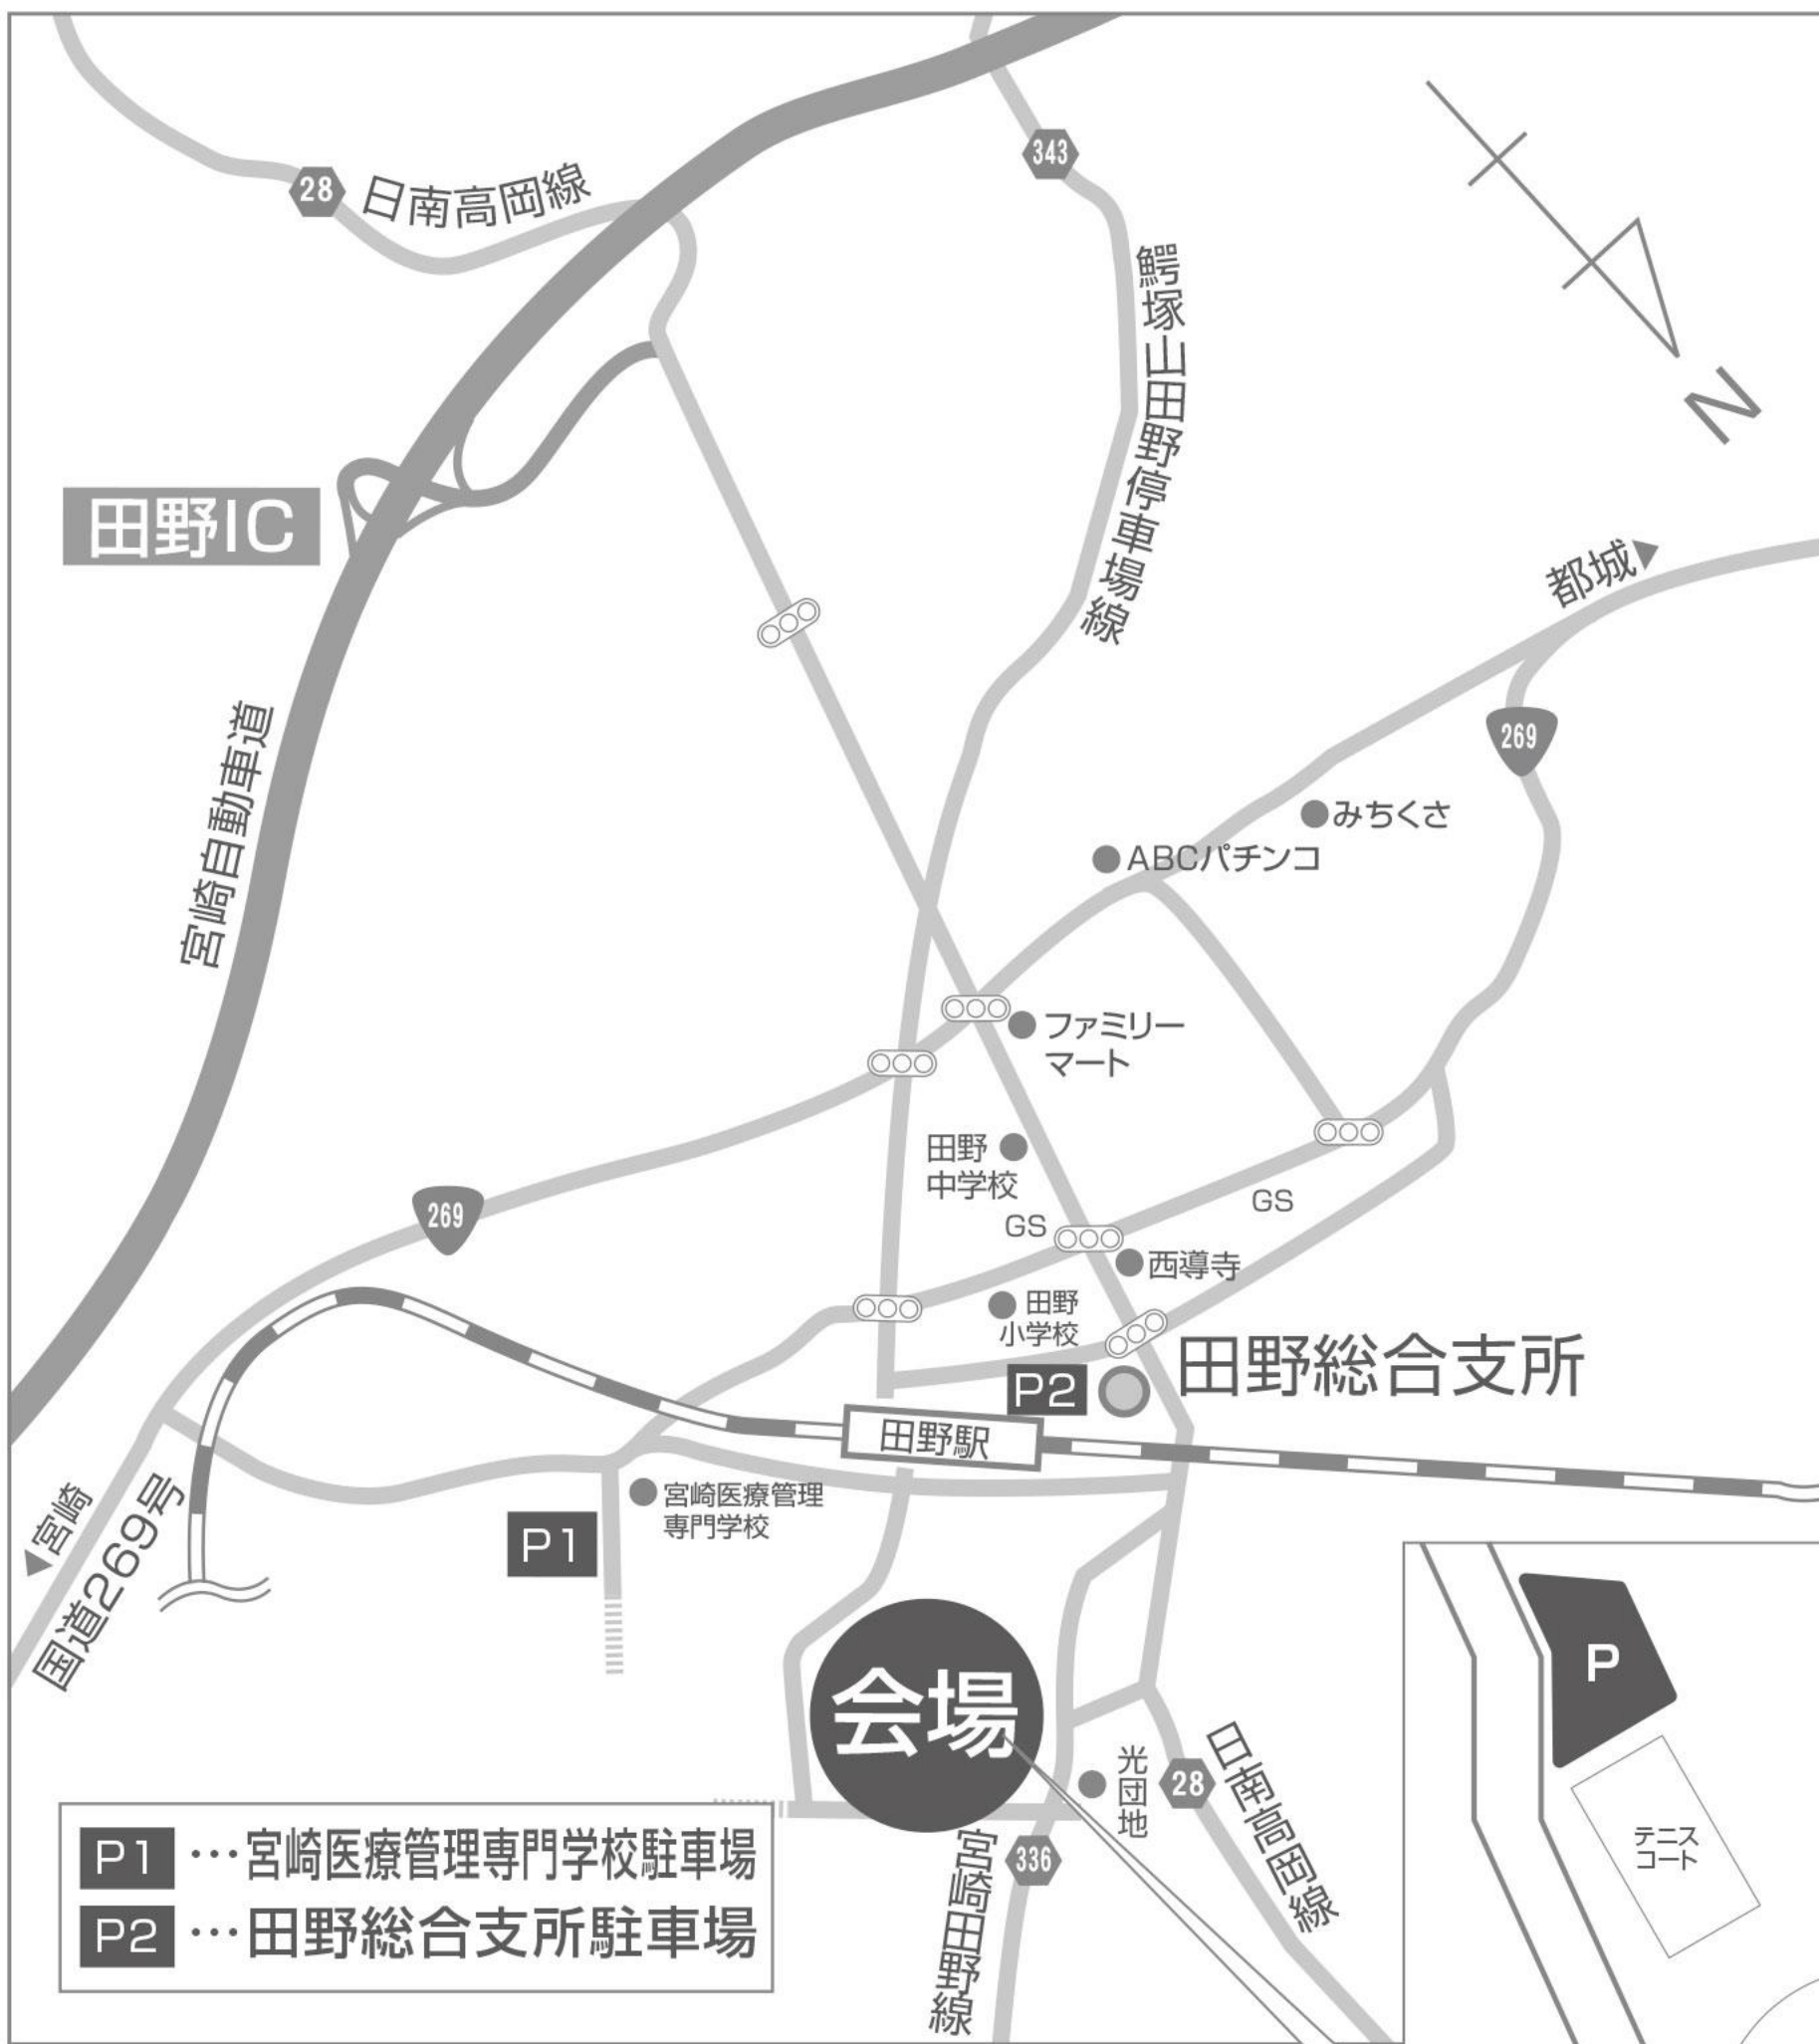 343
28
日南高岡線
鰐塚山田野停車場線
N
田野IC
都城
宮崎自動車道
269
みちくさ
ABCパチンコ
ファミリー
マート
田野
中学校
269
GS
GS
西導寺
田野
小学校
田野総合支所
P2
田野駅
宮崎
国道269号
宮崎医療管理
専門学校
P1
P
会場
光団地
28
日南高岡線
テニス
コート
宮崎田野線
336
P1…宮崎医療管理専門学校駐車場
P2…田野総合支所駐車場